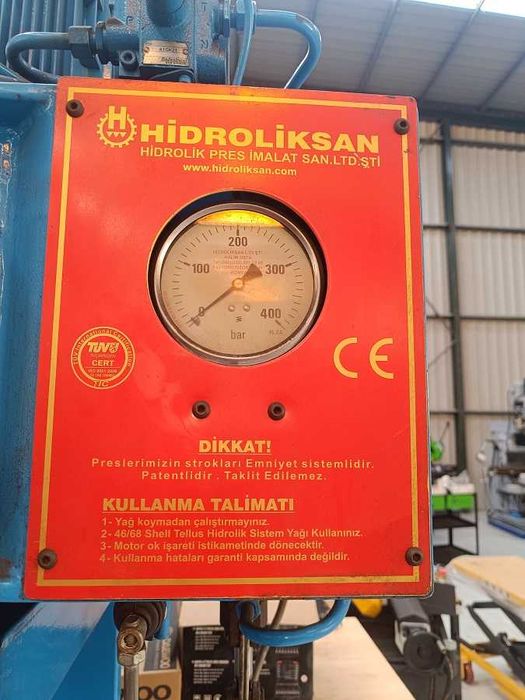 H
HİDROLİKSAN
HİDROLİK PRES İMALAT SAN.LTD.ŞTİ
www.hidroliksan.com
200
100
300
0
400
bar
TÜV
CERT
TIC
CE
DİKKAT!
Preslerimizin strokları Emniyet sistemlidir.
Patentlidir . Taklit Edilemez.
KULLANMA TALİMATI
1- Yağ koymadan çalıştırmayınız.
2- 46/68 Shell Tellus Hidrolik Sistem Yağı Kullanınız.
3- Motor ok işareti istikametinde dönecektir.
4- Kullanma hataları garanti kapsamında değildir.